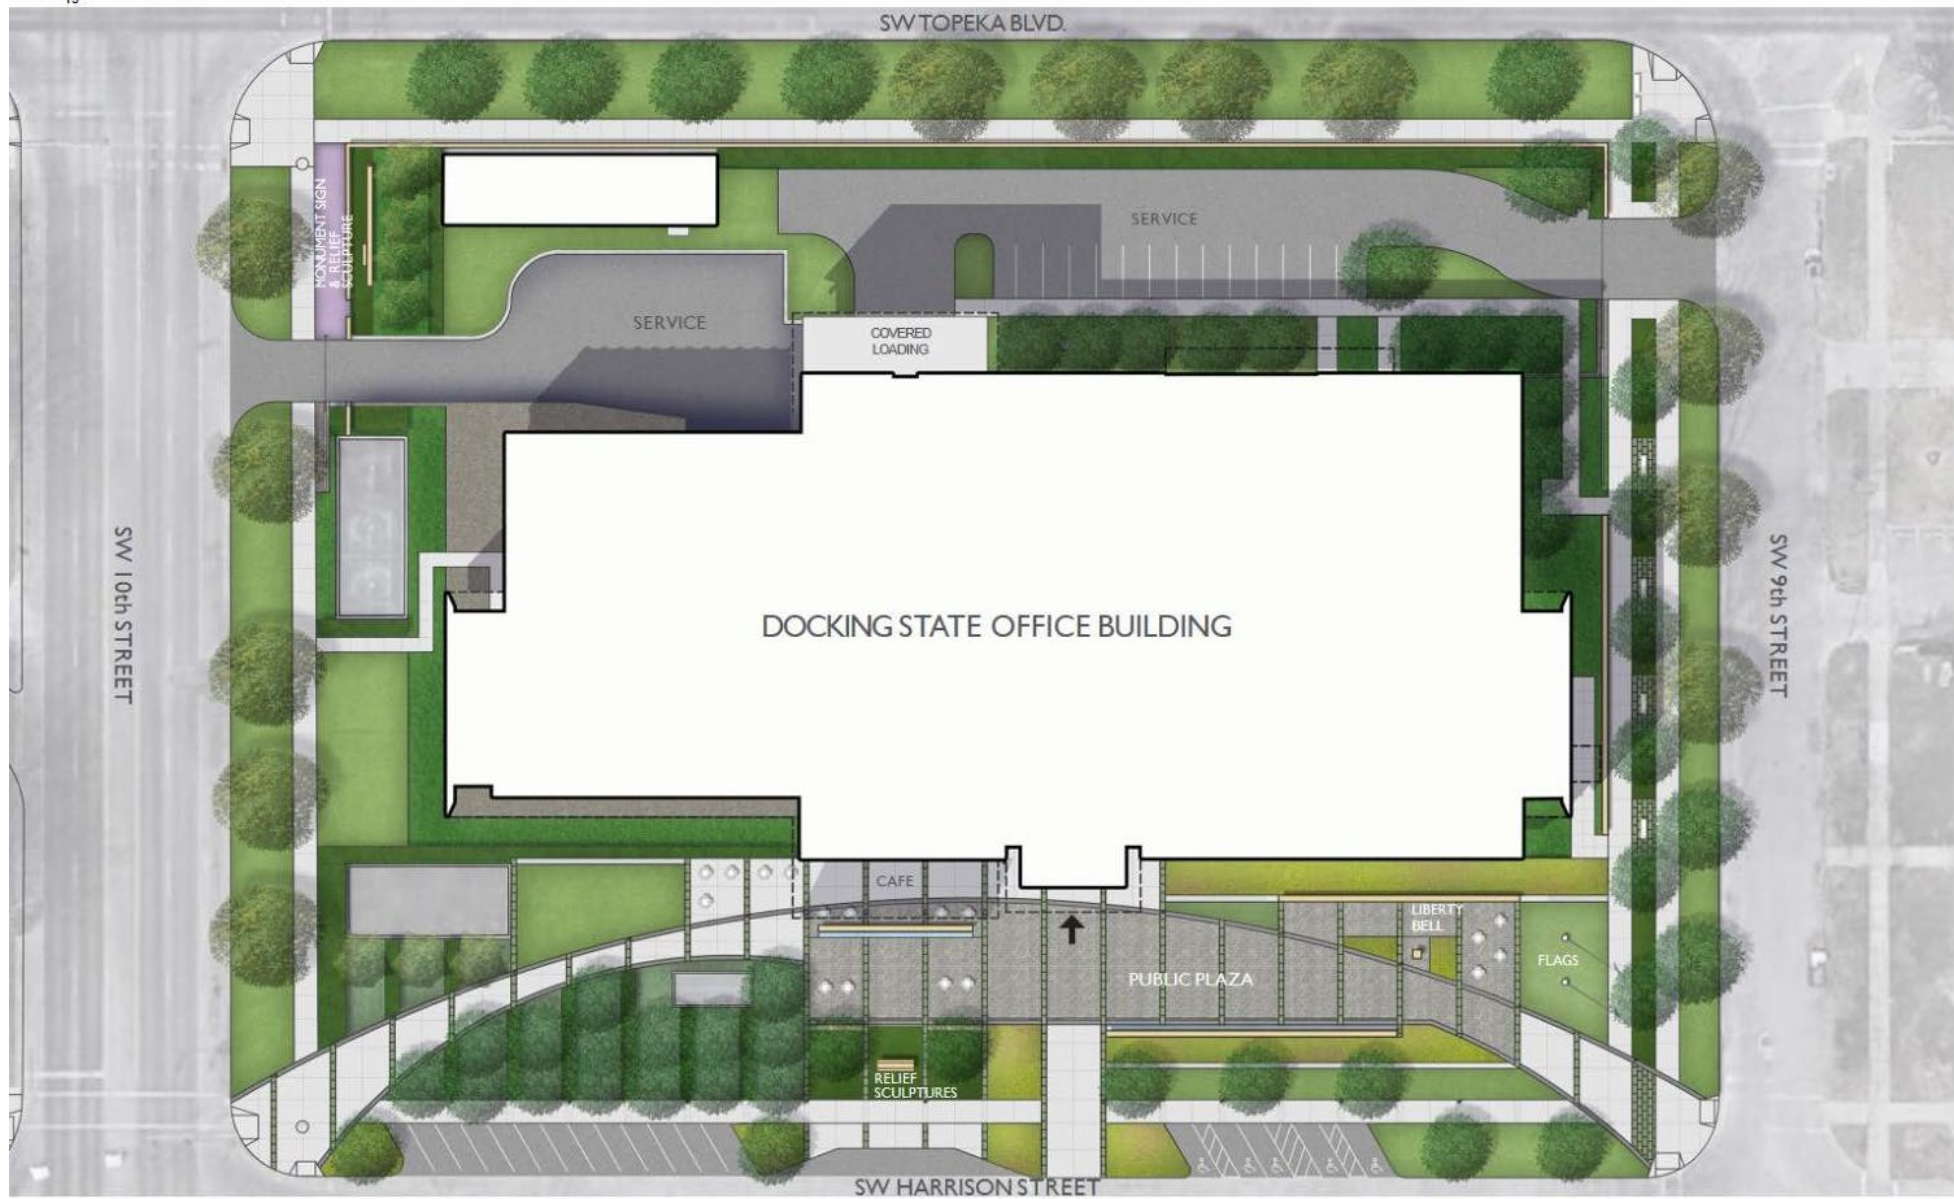 SW TOPEKA BLVD.
MONUMENT SIGN
& RELIEF
SCULPTURE
SERVICE
SERVICE
COVERED
LOADING
SW 10th STREET
DOCKING STATE OFFICE BUILDING
SW 9th STREET
CAFE
LIBERTY
BELL
FLAGS
PUBLIC PLAZA
RELIEF
SCULPTURES
SW HARRISON STREET